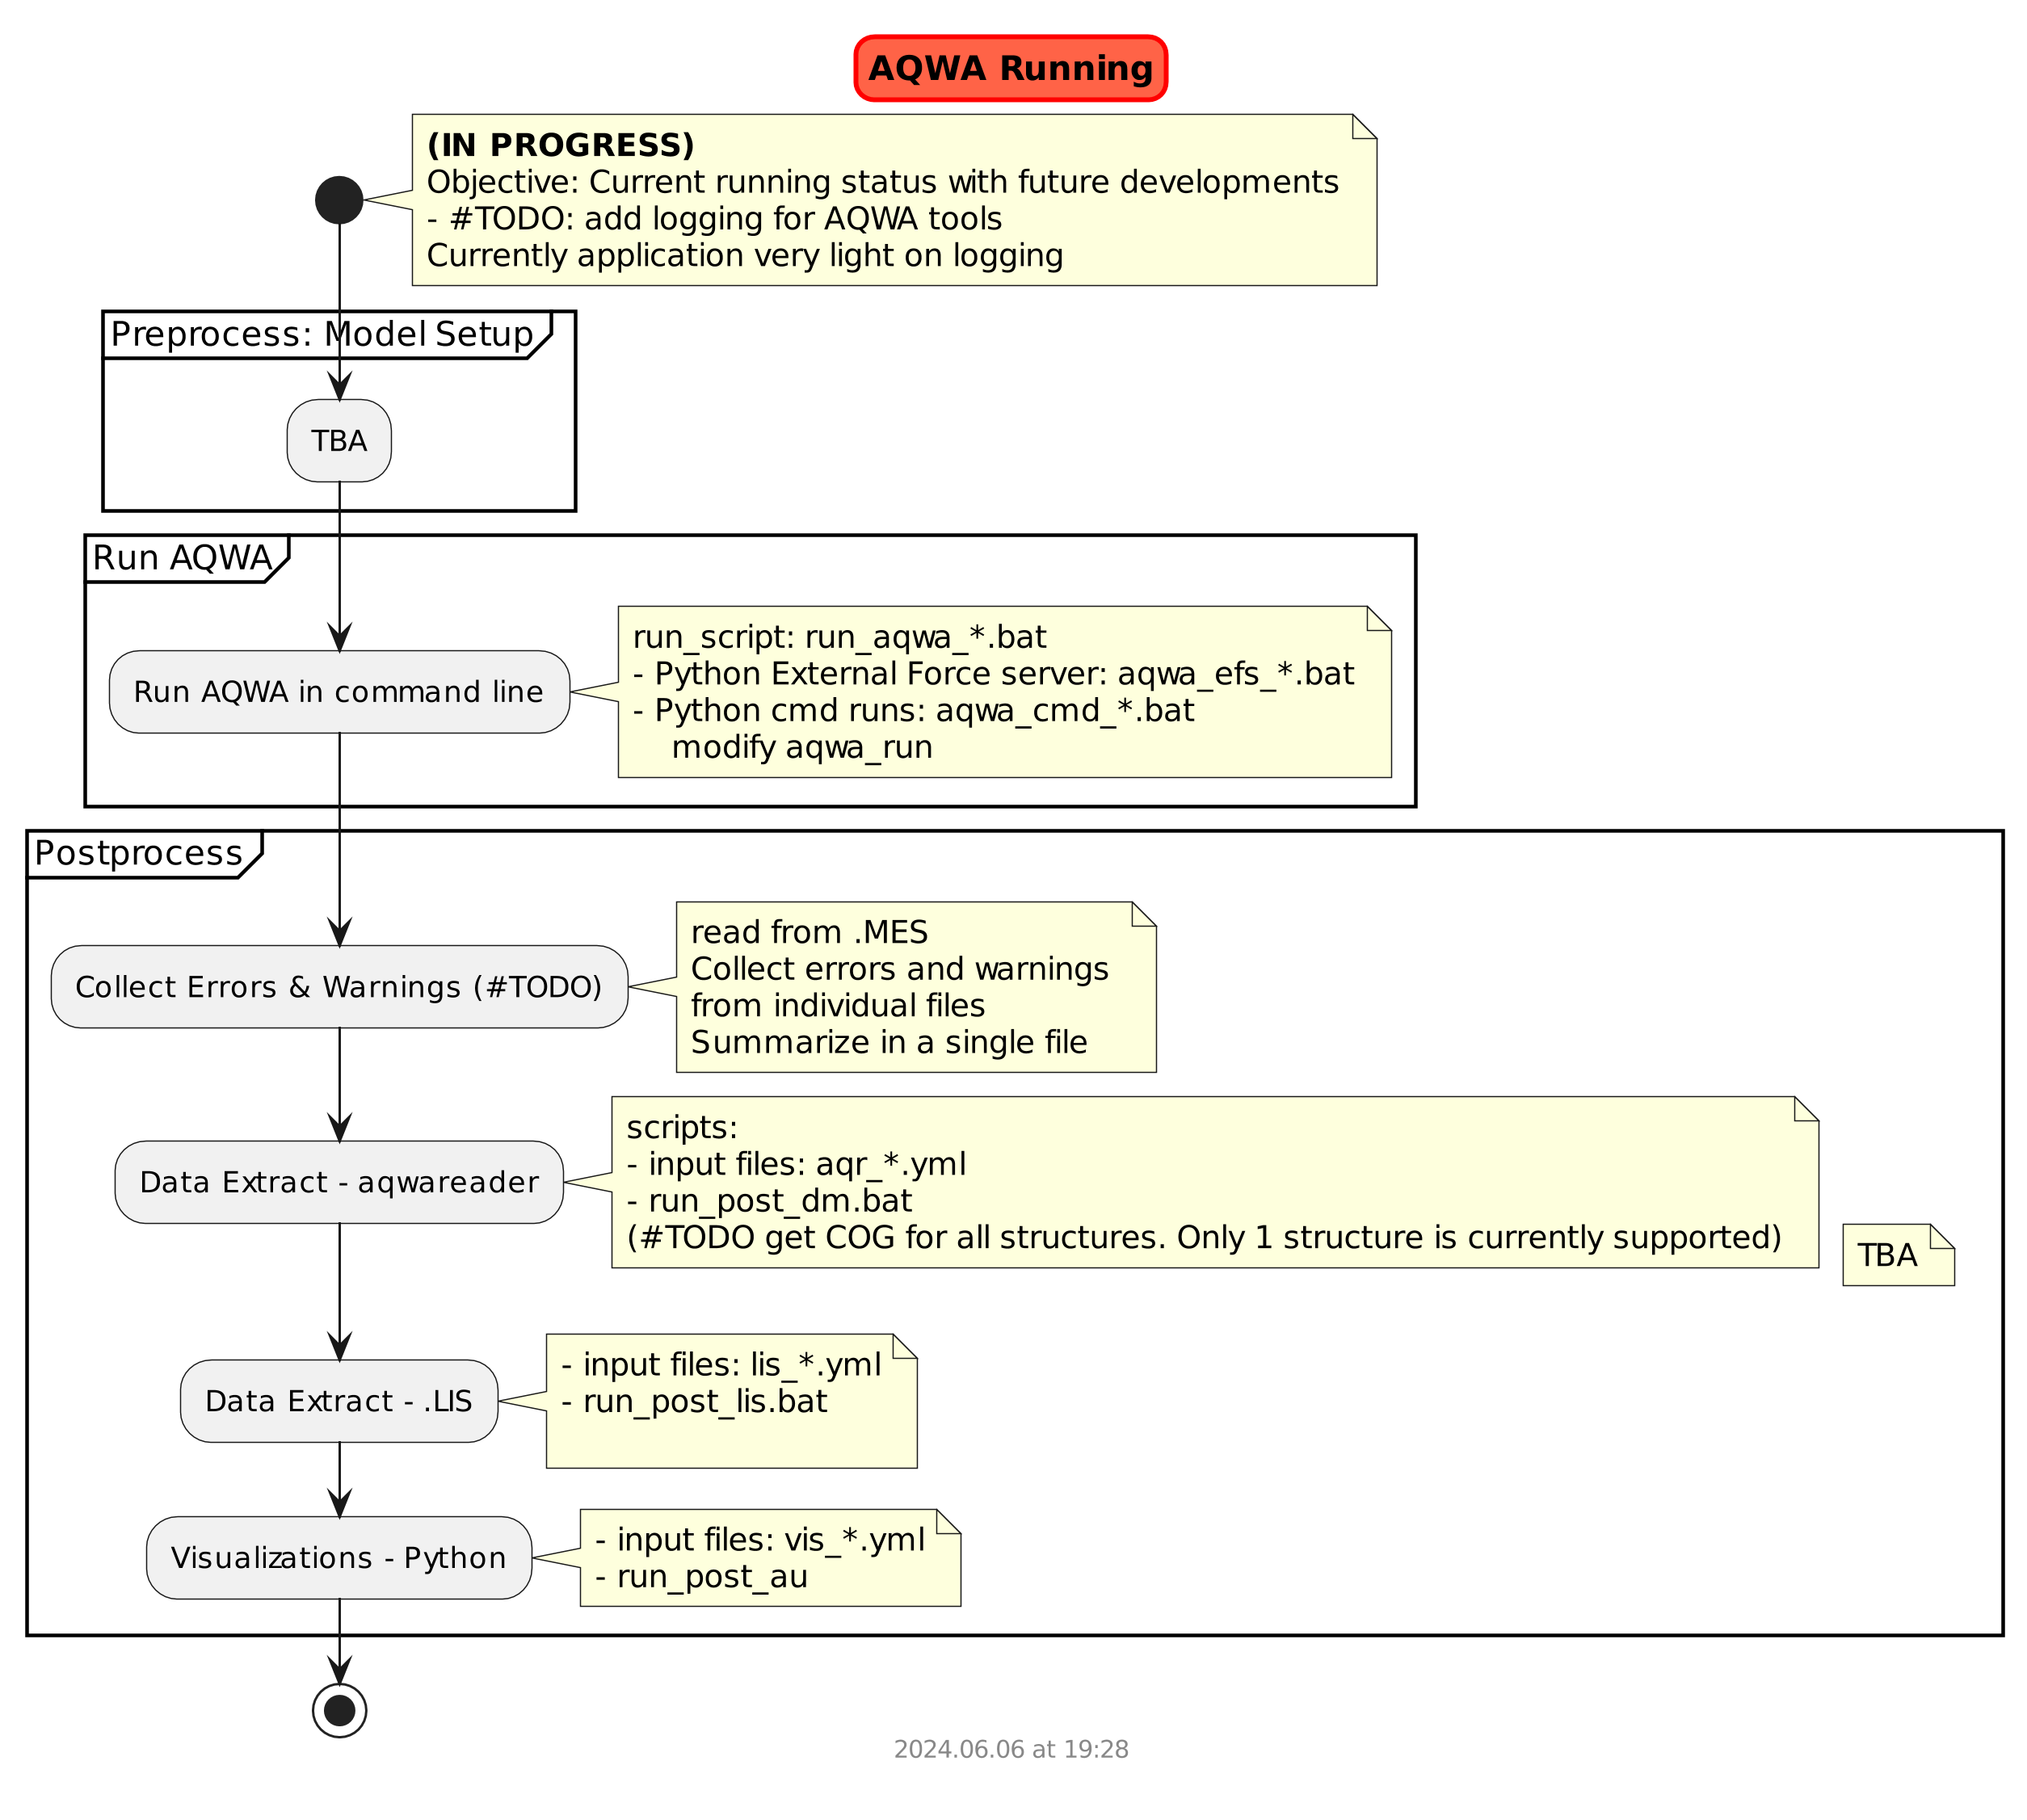 AQWA Running
(IN PROGRESS)
Objective: Current running status with future developments
- #TODO: add logging for AQWA tools
Currently application very light on logging
Preprocess: Model Setup
TBA
Run AQWA
Run AQWA in command line
run_script: run_aqwa_*.bat
- Python External Force server: aqwa_efs_*.bat
- Python cmd runs: aqwa_cmd_*.bat
modify aqwa_run
Postprocess
Collect Errors & Warnings (#TODO)
read from .MES
Collect errors and warnings
from individual files
Summarize in a single file
Data Extract - aqwareader
scripts:
- input files: aqr_*.yml
- run_post_dm.bat
(#TODO get COG for all structures. Only 1 structure is currently supported)
TBA
Data Extract - .LIS
- input files: lis_*.yml
- run_post_lis.bat
Visualizations - Python
- input files: vis_*.yml
- run_post_au
2024.06.06 at 19:28